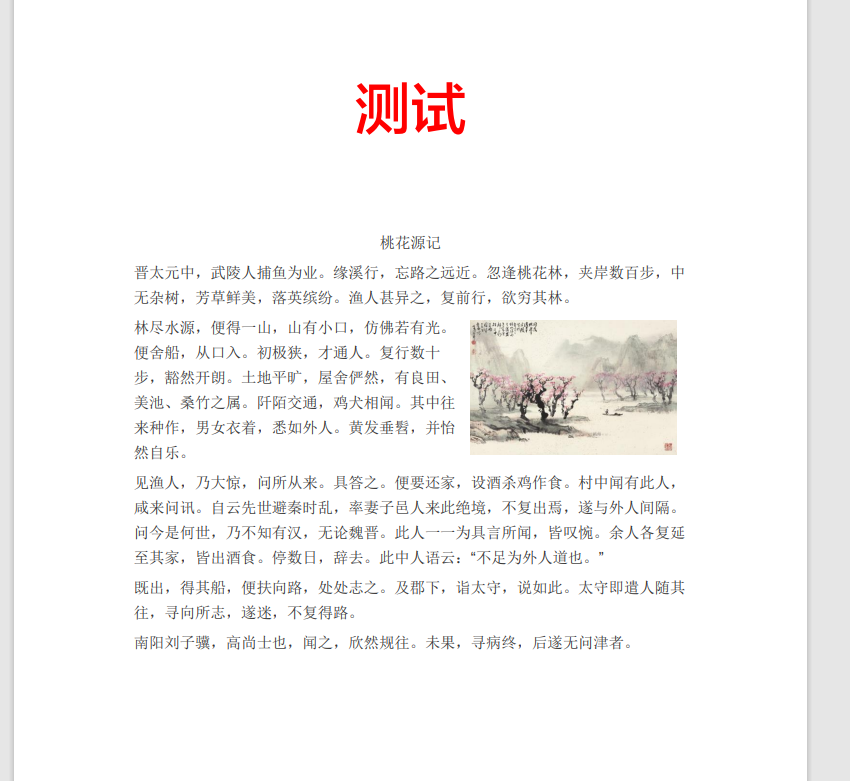 测试
桃花源记
晋太元中，武陵人捕鱼为业。缘溪行，忘路之远近。忽逢桃花林，夹岸数百步，中
无杂树，芳草鲜美，落英缤纷。渔人甚异之，复前行，欲穷其林。
林尽水源，便得一山，山有小口，仿佛若有光。
便舍船，从口入。初极狭，才通人。复行数十
步，豁然开朗。土地平旷，屋舍俨然，有良田、
美池、桑竹之属。阡陌交通，鸡犬相闻。其中往
来种作，男女衣着，悉如外人。黄发垂髫，并怡
然自乐。
见渔人，乃大惊，问所从来。具答之。便要还家，设酒杀鸡作食。村中闻有此人，
咸来问讯。自云先世避秦时乱，率妻子邑人来此绝境，不复出焉，遂与外人间隔。
问今是何世，乃不知有汉，无论魏晋。此人一一为具言所闻，皆叹惋。余人各复延
至其家，皆出酒食。停数日，辞去。此中人语云：“不足为外人道也。”
既出，得其船，便扶向路，处处志之。及郡下，诣太守，说如此。太守即遣人随其
往，寻向所志，遂迷，不复得路。
南阳刘子骥，高尚士也，闻之，欣然规往。未果，寻病终，后遂无问津者。